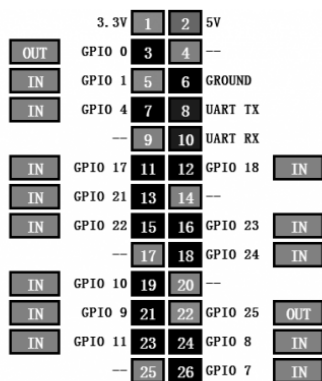 3.3V 1 2 5V
OUT GPIO 0 3 4 --
IN GPIO 1 5 6 GROUND
IN GPIO 4 7 8 UART TX
-- 9 10 UART RX
IN GPIO 17 11 12 GPIO 18 IN
IN GPIO 21 13 14 --
IN GPIO 22 15 16 GPIO 23 IN
-- 17 18 GPIO 24 IN
IN GPIO 10 19 20 --
IN GPIO 9 21 22 GPIO 25 OUT
IN GPIO 11 23 24 GPIO 8 IN
-- 25 26 GPIO 7 IN